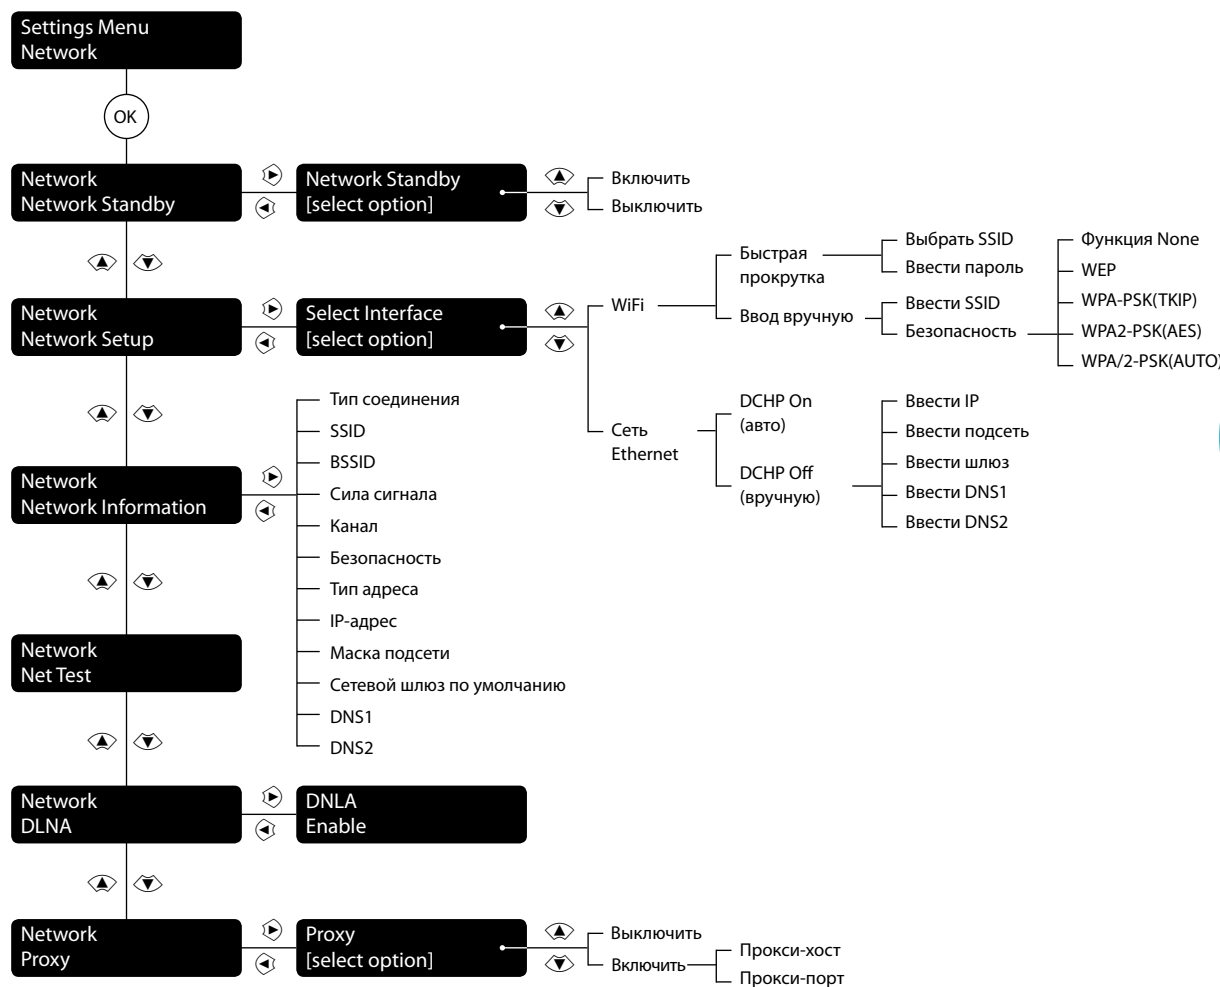 Settings Menu
Network
OK
Network
Network Standby
Network Standby
[select option]
Включить
Выключить
Network
Network Setup
Select Interface
[select option]
WiFi
Быстрая
прокрутка
Выбрать SSID
Ввести пароль
Ввод вручную
Ввести SSID
Безопасность
Функция None
WEP
WPA-PSK(TKIP)
WPA2-PSK(AES)
WPA/2-PSK(AUTO)
Сеть
Ethernet
DCHP On
(авто)
DCHP Off
(вручную)
Ввести IP
Ввести подсеть
Ввести шлюз
Ввести DNS1
Ввести DNS2
Network
Network Information
Тип соединения
SSID
BSSID
Сила сигнала
Канал
Безопасность
Тип адреса
IP-адрес
Маска подсети
Сетевой шлюз по умолчанию
DNS1
DNS2
Network
Net Test
Network
DLNA
DNLA
Enable
Network
Proxy
Proxy
[select option]
Выключить
Включить
Прокси-хост
Прокси-порт